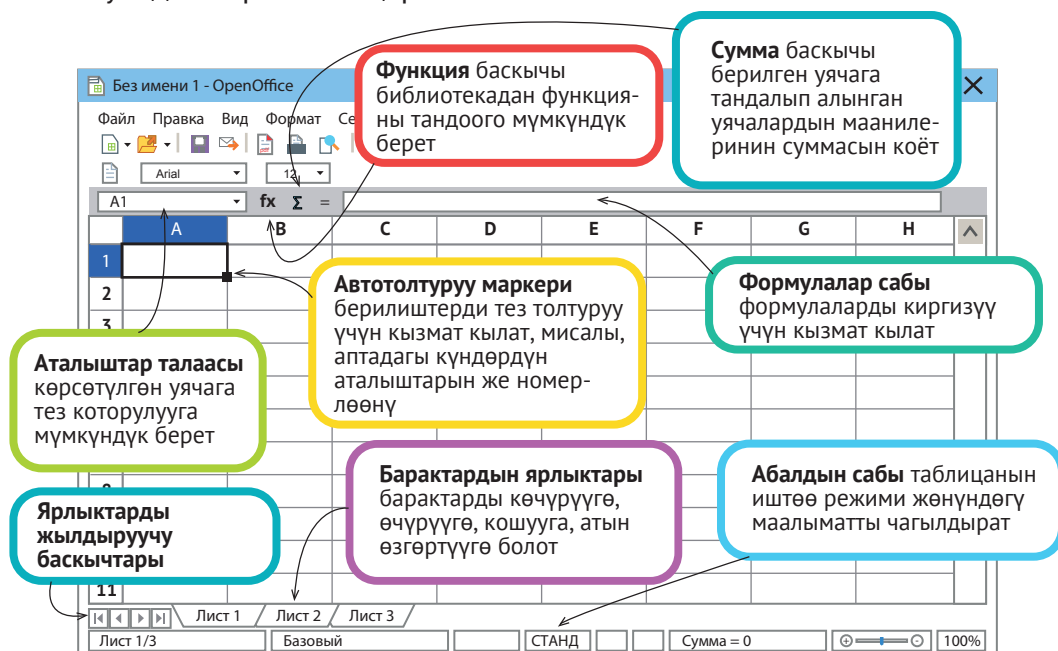 Сумма баскычы
берилген уячага
тандалып алынган
уячалардын маániле-
ринин суммасын коёт
Функция баскычы
библиотекадан функция-
ны тандоого мүмкүндүк
берет
Без имени 1 - OpenOffice
Файл Правка Вид Формат
Arial
12
A1
fx Σ =
A B C D E F G H
1
2
3
Автотолтуруу маркери
берилиштерди тез толтуруу
үчүн кызмат кылат, мисалы,
аптадагы күндөрдүн
аталыштарын же номер-
лөөнү
Формулалар сабы
формулаларды киргизүү
үчүн кызмат кылат
Аталыштар талаасы
көрсөтүлгөн уячага
тез которулууга
мүмкүндүк берет
Барактардын ярлыктары
барактарды көчүрүүгө,
өчүрүүгө, кошууга, атын
өзгөртүүгө болот
Абалдын сабы таблицанын
иштөө режими жөнүндөгү
маалыматты чагылдырат
Ярлыктарды
жылдыруучу
баскычтары
11
Лист 1 Лист 2 Лист 3
Лист 1/3 Базовый СТАНД Сумма = 0 100%